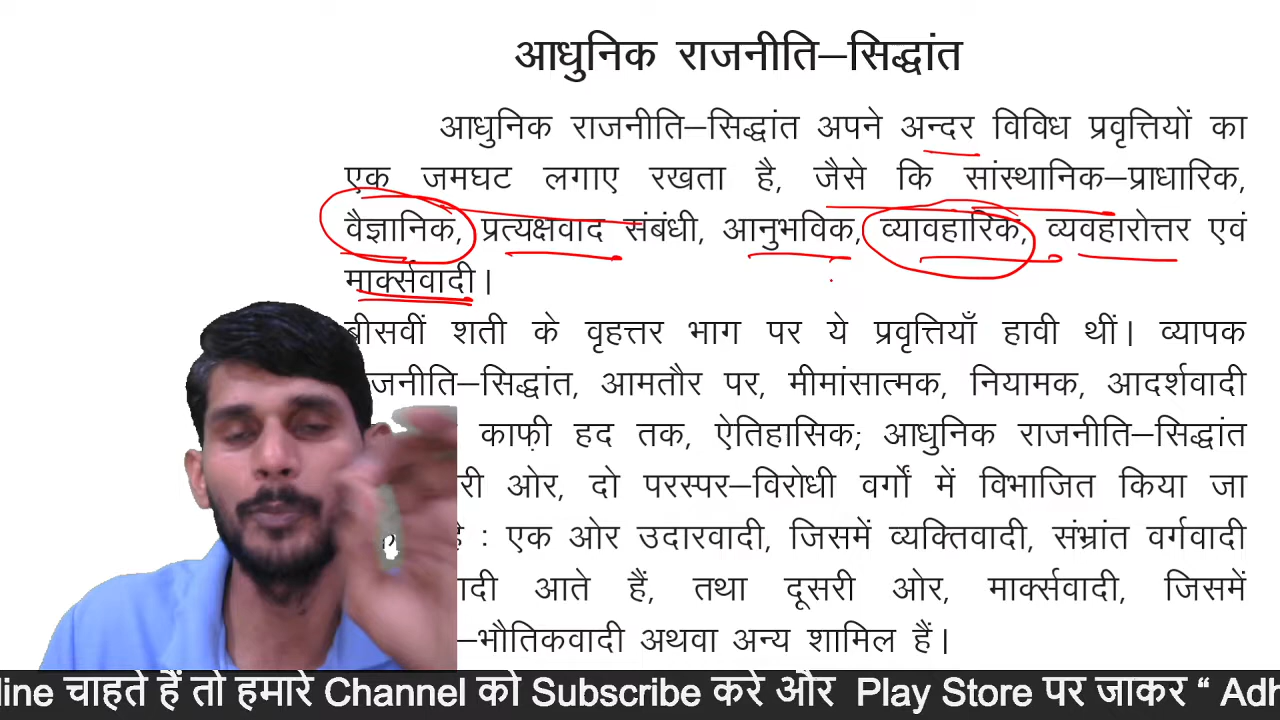 आधुनिक राजनीति–सिद्धांत
आधुनिक राजनीति–सिद्धांत अपने अन्दर विविध प्रवृत्तियों का
एक जमघट लगाए रखता है, जैसे कि सांस्थानिक–प्राधारिक,
वैज्ञानिक, प्रत्यक्षवाद संबंधी, आनुभविक, व्यावहारिक, व्यवहारोत्तर एवं
मार्क्सवादी।
बीसवीं शती के वृहत्तर भाग पर ये प्रवृत्तियाँ हावी थीं। व्यापक
जनीति–सिद्धांत, आमतौर पर, मीमांसात्मक, नियामक, आदर्शवादी
काफ़ी हद तक, ऐतिहासिक; आधुनिक राजनीति–सिद्धांत
री ओर, दो परस्पर–विरोधी वर्गों में विभाजित किया जा
है : एक ओर उदारवादी, जिसमें व्यक्तिवादी, संभ्रांत वर्गवादी
ादी आते हैं, तथा दूसरी ओर, मार्क्सवादी, जिसमें
–भौतिकवादी अथवा अन्य शामिल हैं।
line चाहते हैं तो हमारे Channel को Subscribe करे और Play Store पर जाकर “ Adh